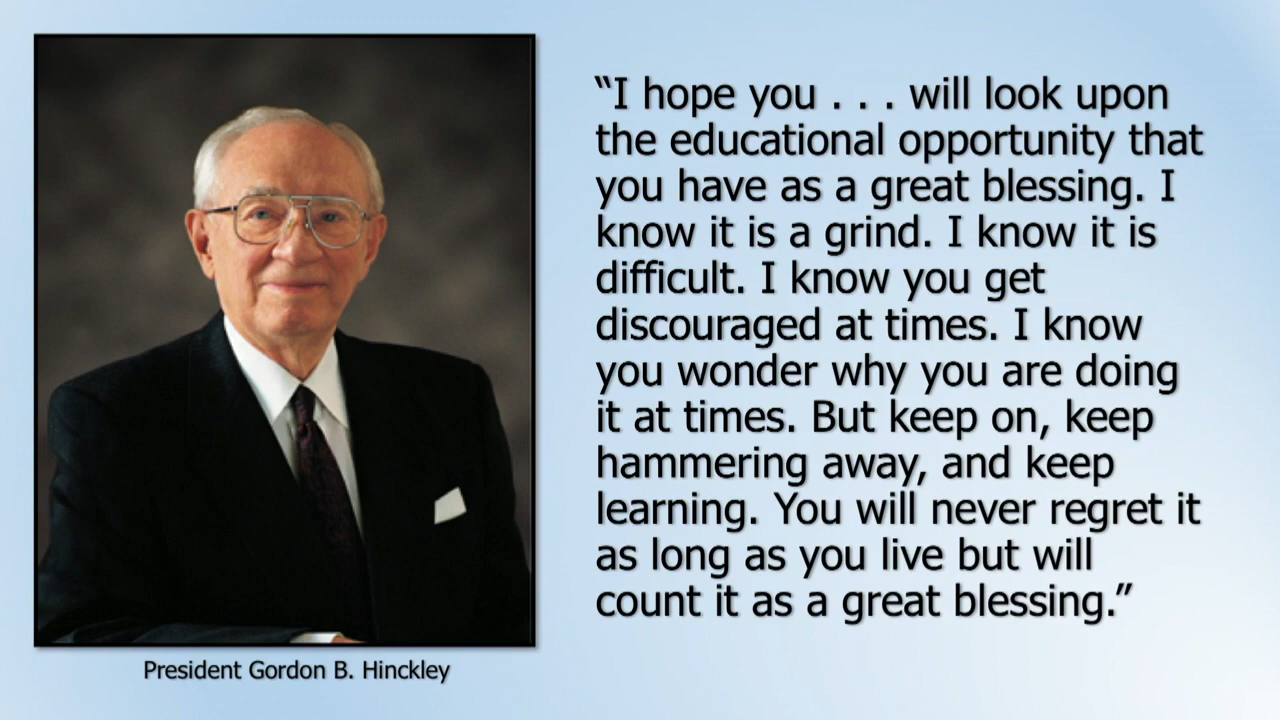 “I hope you . . . will look upon
the educational opportunity that
you have as a great blessing. I
know it is a grind. I know it is
difficult. I know you get
discouraged at times. I know
you wonder why you are doing
it at times. But keep on, keep
hammering away, and keep
learning. You will never regret it
as long as you live but will
count it as a great blessing.”
President Gordon B. Hinckley